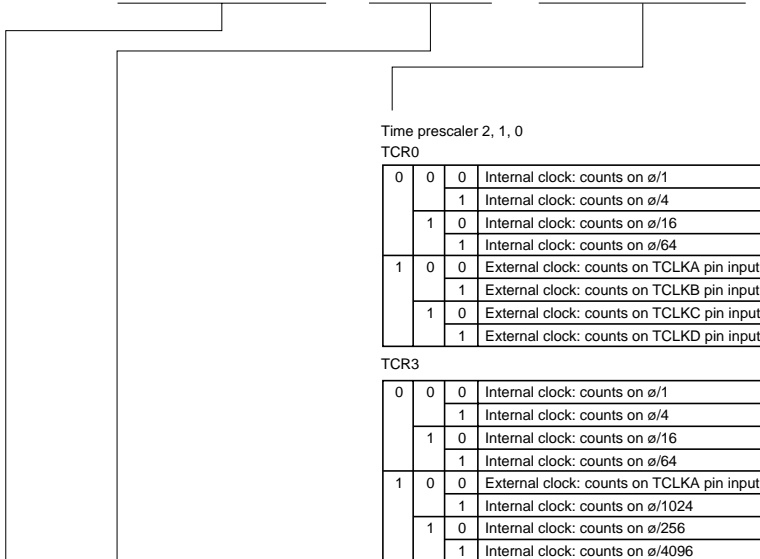 Time prescaler 2, 1, 0
TCR0
0 0 0 Internal clock: counts on ø/1
1 Internal clock: counts on ø/4
1 0 Internal clock: counts on ø/16
1 Internal clock: counts on ø/64
1 0 0 External clock: counts on TCLKA pin input
1 External clock: counts on TCLKB pin input
1 0 External clock: counts on TCLKC pin input
1 External clock: counts on TCLKD pin input
TCR3
0 0 0 Internal clock: counts on ø/1
1 Internal clock: counts on ø/4
1 0 Internal clock: counts on ø/16
1 Internal clock: counts on ø/64
1 0 0 External clock: counts on TCLKA pin input
1 Internal clock: counts on ø/1024
1 0 Internal clock: counts on ø/256
1 Internal clock: counts on ø/4096